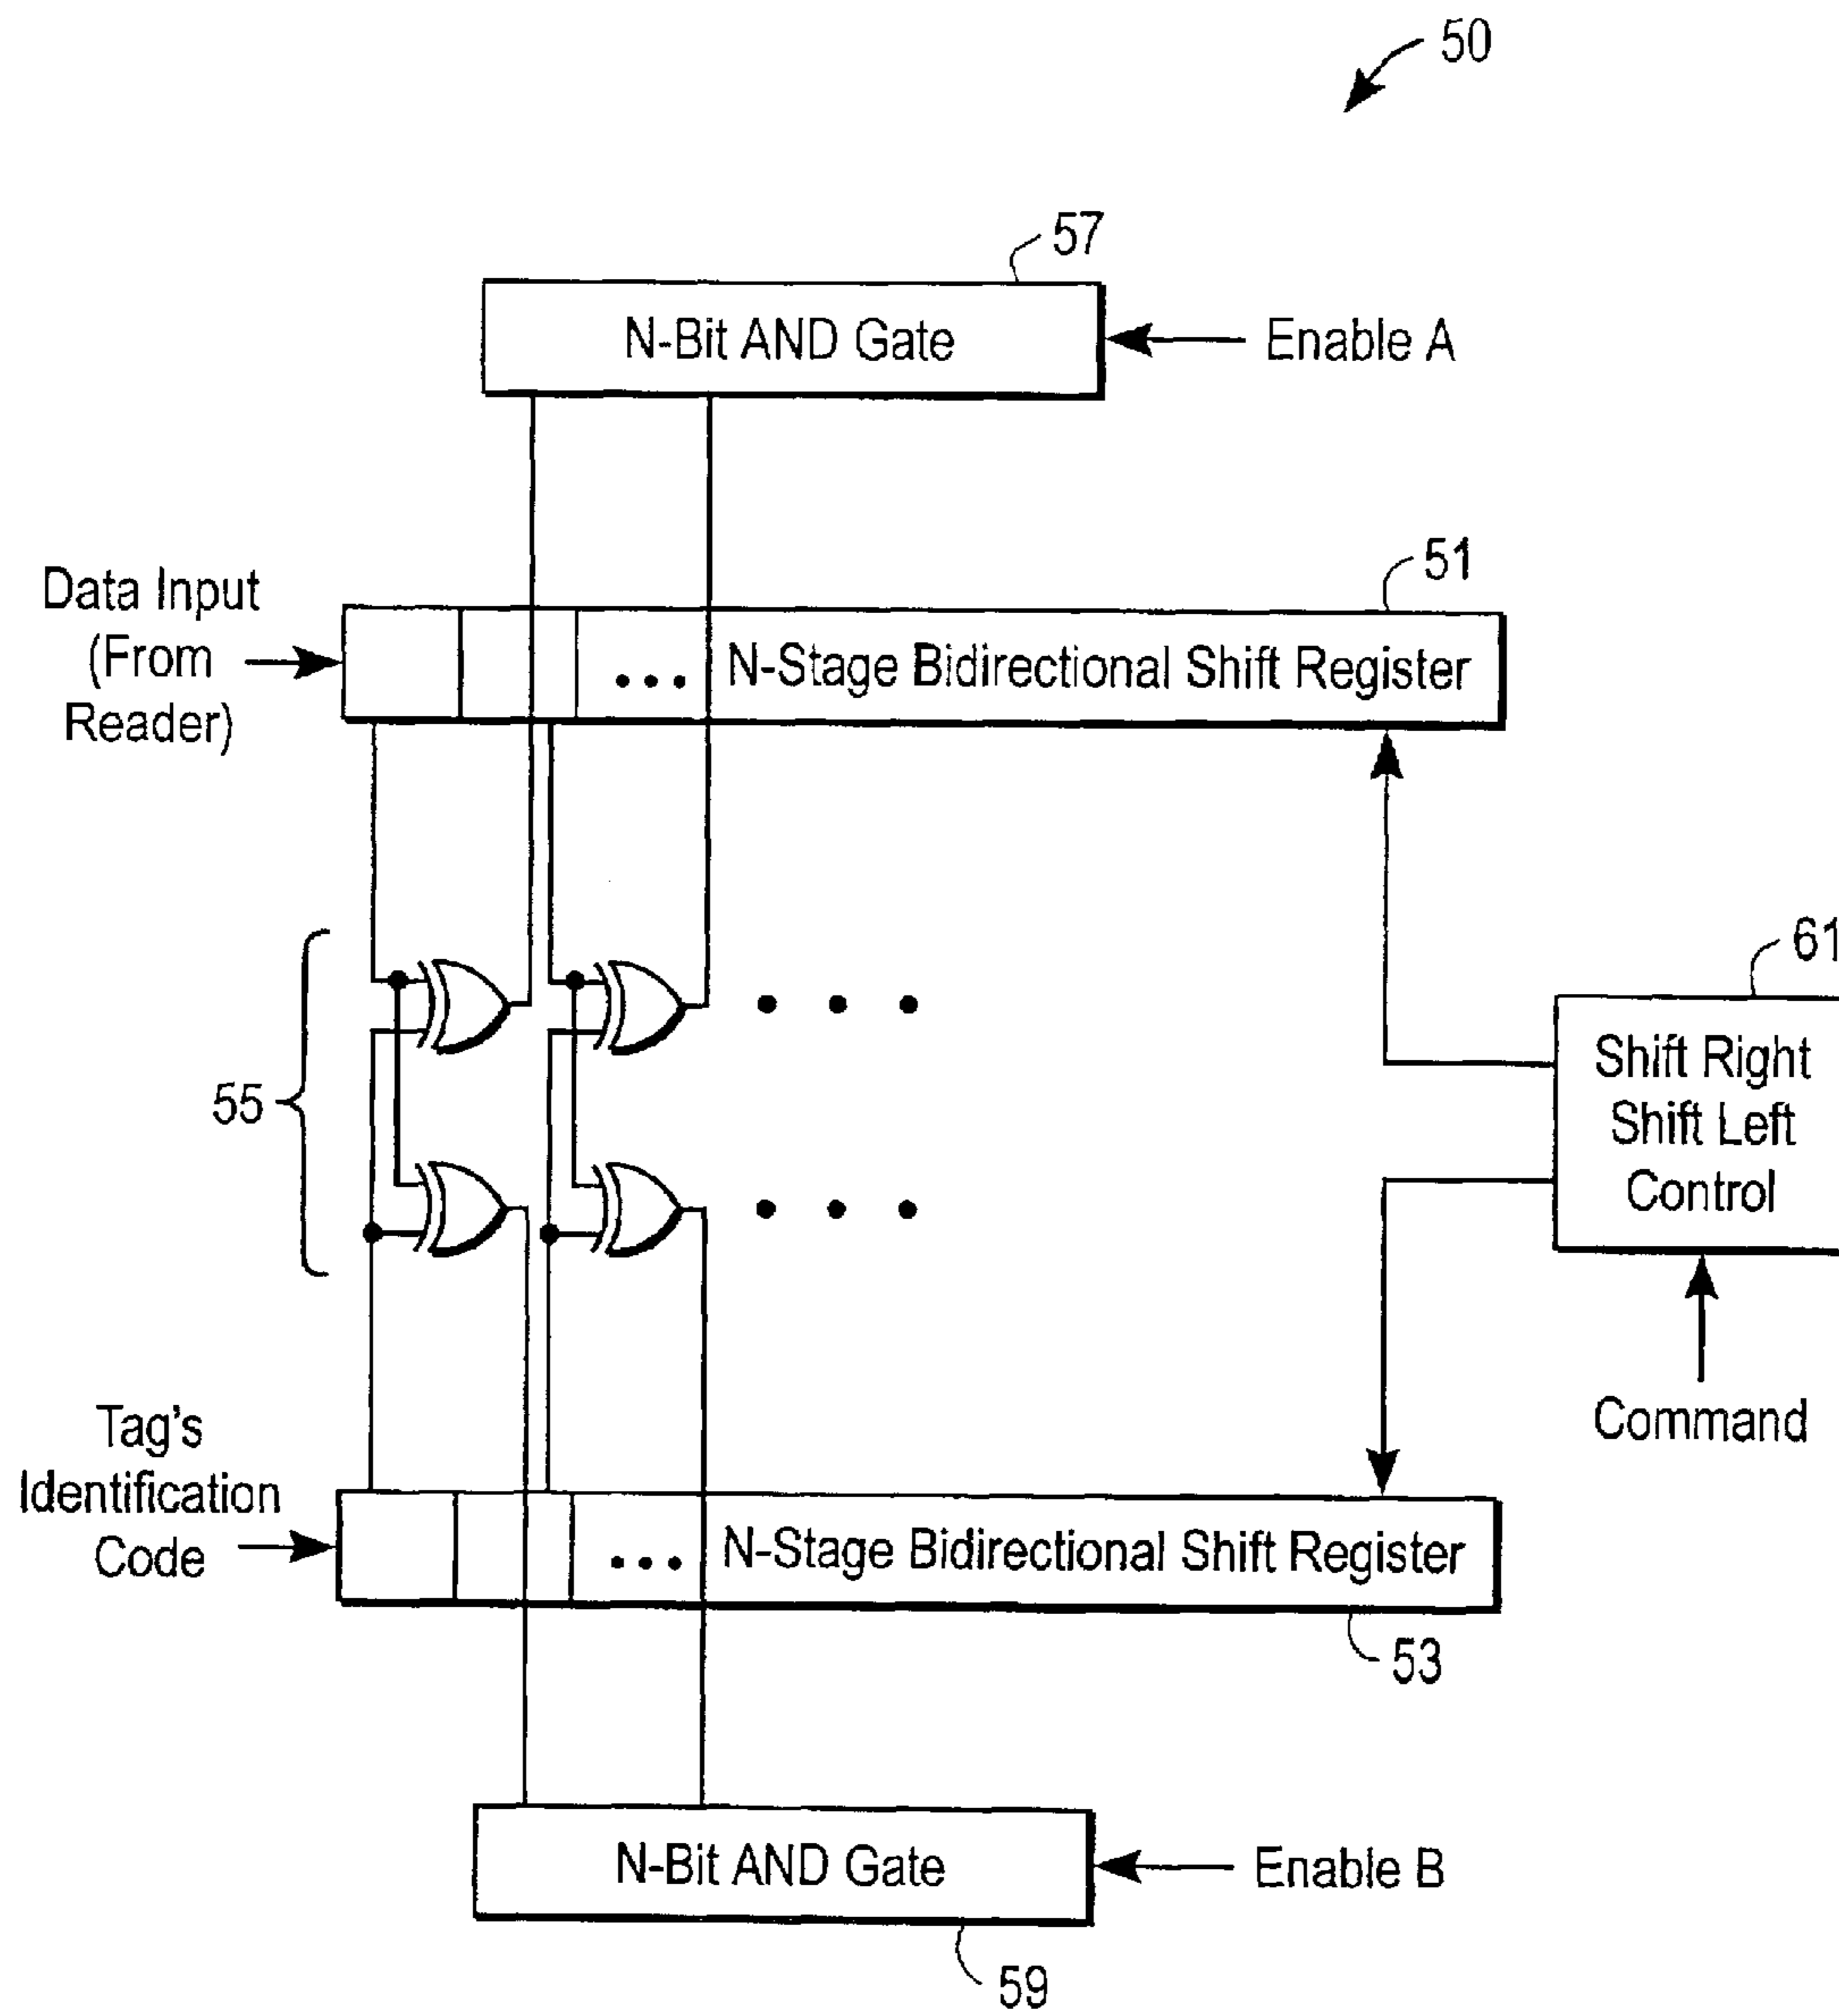 50
57
N-Bit AND Gate
Enable A
51
Data Input
(From
Reader)
... N-Stage Bidirectional Shift Register
61
55
Shift Right
Shift Left
Control
Command
Tag's
Identification
Code
... N-Stage Bidirectional Shift Register
53
N-Bit AND Gate
Enable B
59